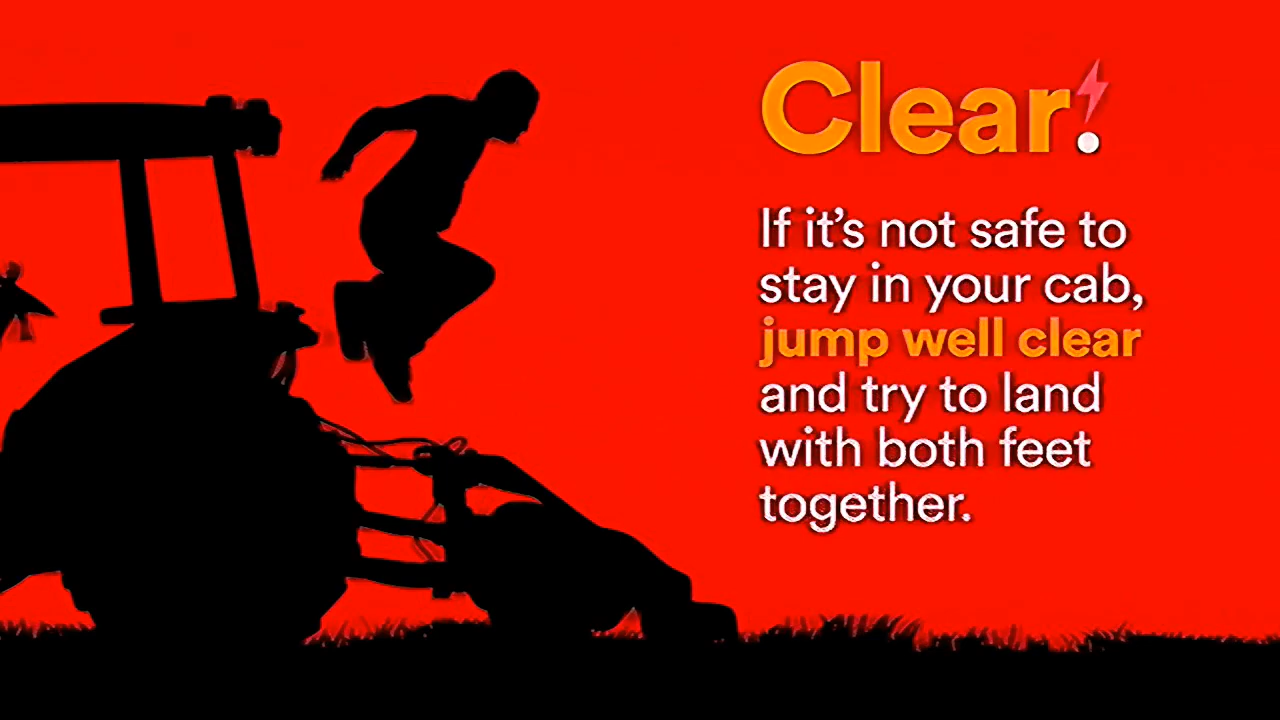 Clear!
If it's not safe to
stay in your cab,
jump well clear
and try to land
with both feet
together.